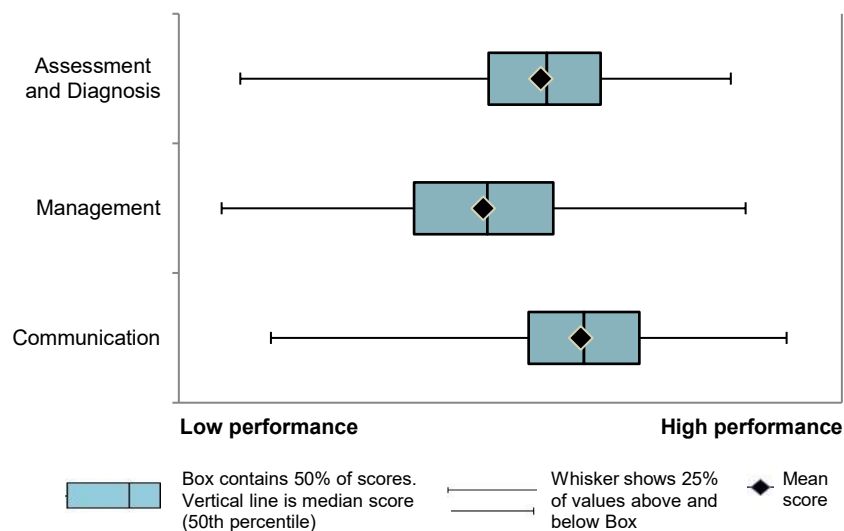 Assessment
and Diagnosis
Management
Communication
Low performance
High performance
Box contains 50% of scores.
Vertical line is median score
(50th percentile)
Whisker shows 25%
of values above and
below Box
Mean
score